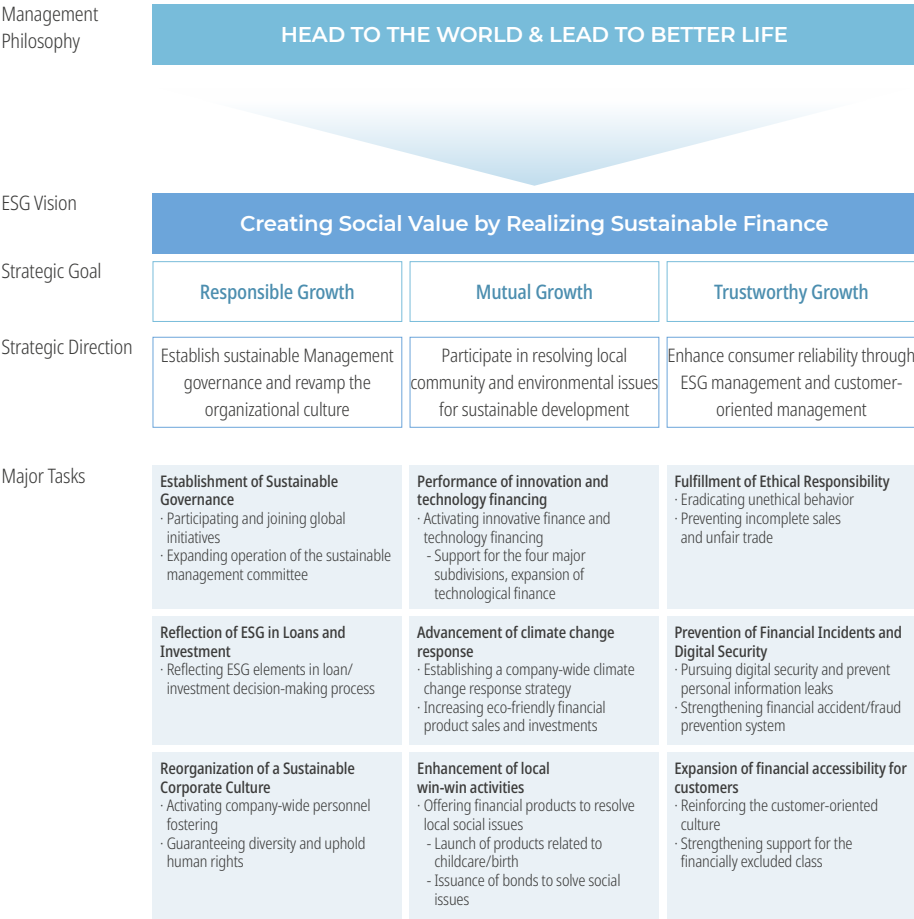 Management
Philosophy
HEAD TO THE WORLD & LEAD TO BETTER LIFE
ESG Vision
Creating Social Value by Realizing Sustainable Finance
Strategic Goal
Responsible Growth
Mutual Growth
Trustworthy Growth
Strategic Direction
Establish sustainable Management
governance and revamp the
organizational culture
Participate in resolving local
community and environmental issues
for sustainable development
Enhance consumer reliability through
ESG management and customer-
oriented management
Major Tasks
Establishment of Sustainable
Governance
· Participating and joining global
initiatives
· Expanding operation of the sustainable
management committee
Performance of innovation and
technology financing
· Activating innovative finance and
technology financing
- Support for the four major
subdivisions, expansion of
technological finance
Fulfillment of Ethical Responsibility
· Eradicating unethical behavior
· Preventing incomplete sales
and unfair trade
Reflection of ESG in Loans and
Investment
· Reflecting ESG elements in loan/
investment decision-making process
Advancement of climate change
response
· Establishing a company-wide climate
change response strategy
· Increasing eco-friendly financial
product sales and investments
Prevention of Financial Incidents and
Digital Security
· Pursuing digital security and prevent
personal information leaks
· Strengthening financial accident/fraud
prevention system
Reorganization of a Sustainable
Corporate Culture
· Activating company-wide personnel
fostering
· Guaranteeing diversity and uphold
human rights
Enhancement of local
win-win activities
· Offering financial products to resolve
local social issues
- Launch of products related to
childcare/birth
- Issuance of bonds to solve social
issues
Expansion of financial accessibility for
customers
· Reinforcing the customer-oriented
culture
· Strengthening support for the
financially excluded class